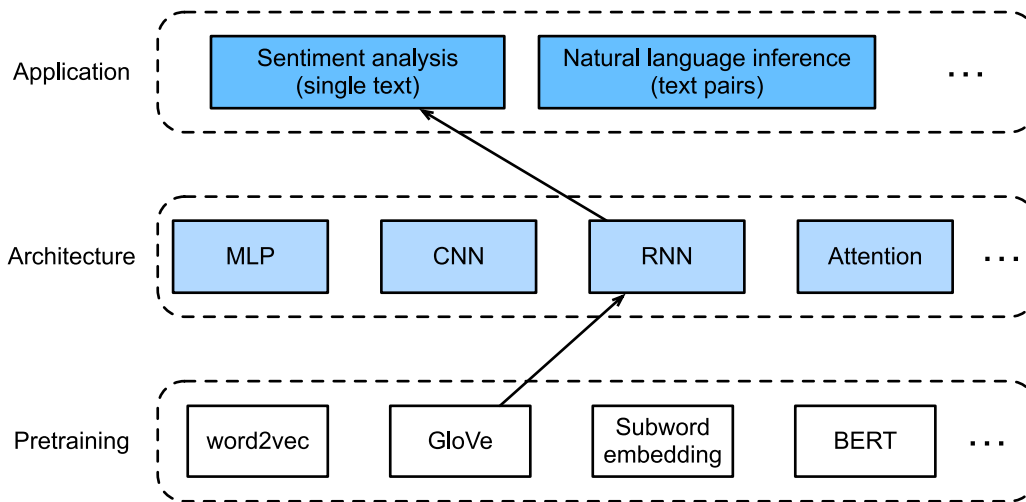 Application
Sentiment analysis
(single text)
Natural language inference
(text pairs)
...
Architecture
MLP
CNN
RNN
Attention
...
Pretraining
word2vec
GloVe
Subword
embedding
BERT
...